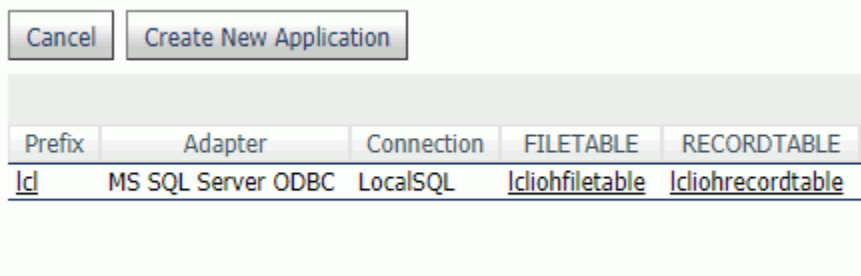 Cancel Create New Application
Prefix Adapter Connection FILETABLE RECORDTABLE
lcl MS SQL Server ODBC LocalSQL lcliohfiletable lcliohrecordtable